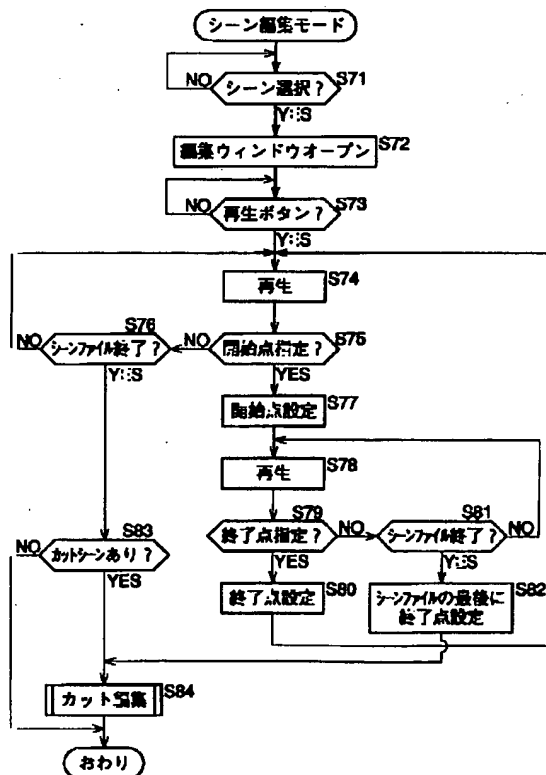 シーン編集モード
NO
シーン選択?
S71
YES
編集ウィンドウオープン
S72
NO
再生ボタン?
S73
YES
再生
S74
S76
NO
シーンファイル終了?
NO
開始点指定?
S75
YES
YES
開始点設定
S77
再生
S78
S83
終了点指定?
S79
NO
シーンファイル終了?
S81
NO
NO
カットシーンあり?
YES
YES
YES
終了点設定
S80
シーンファイルの最後に
終了点設定
S82
カット編集
S84
おわり